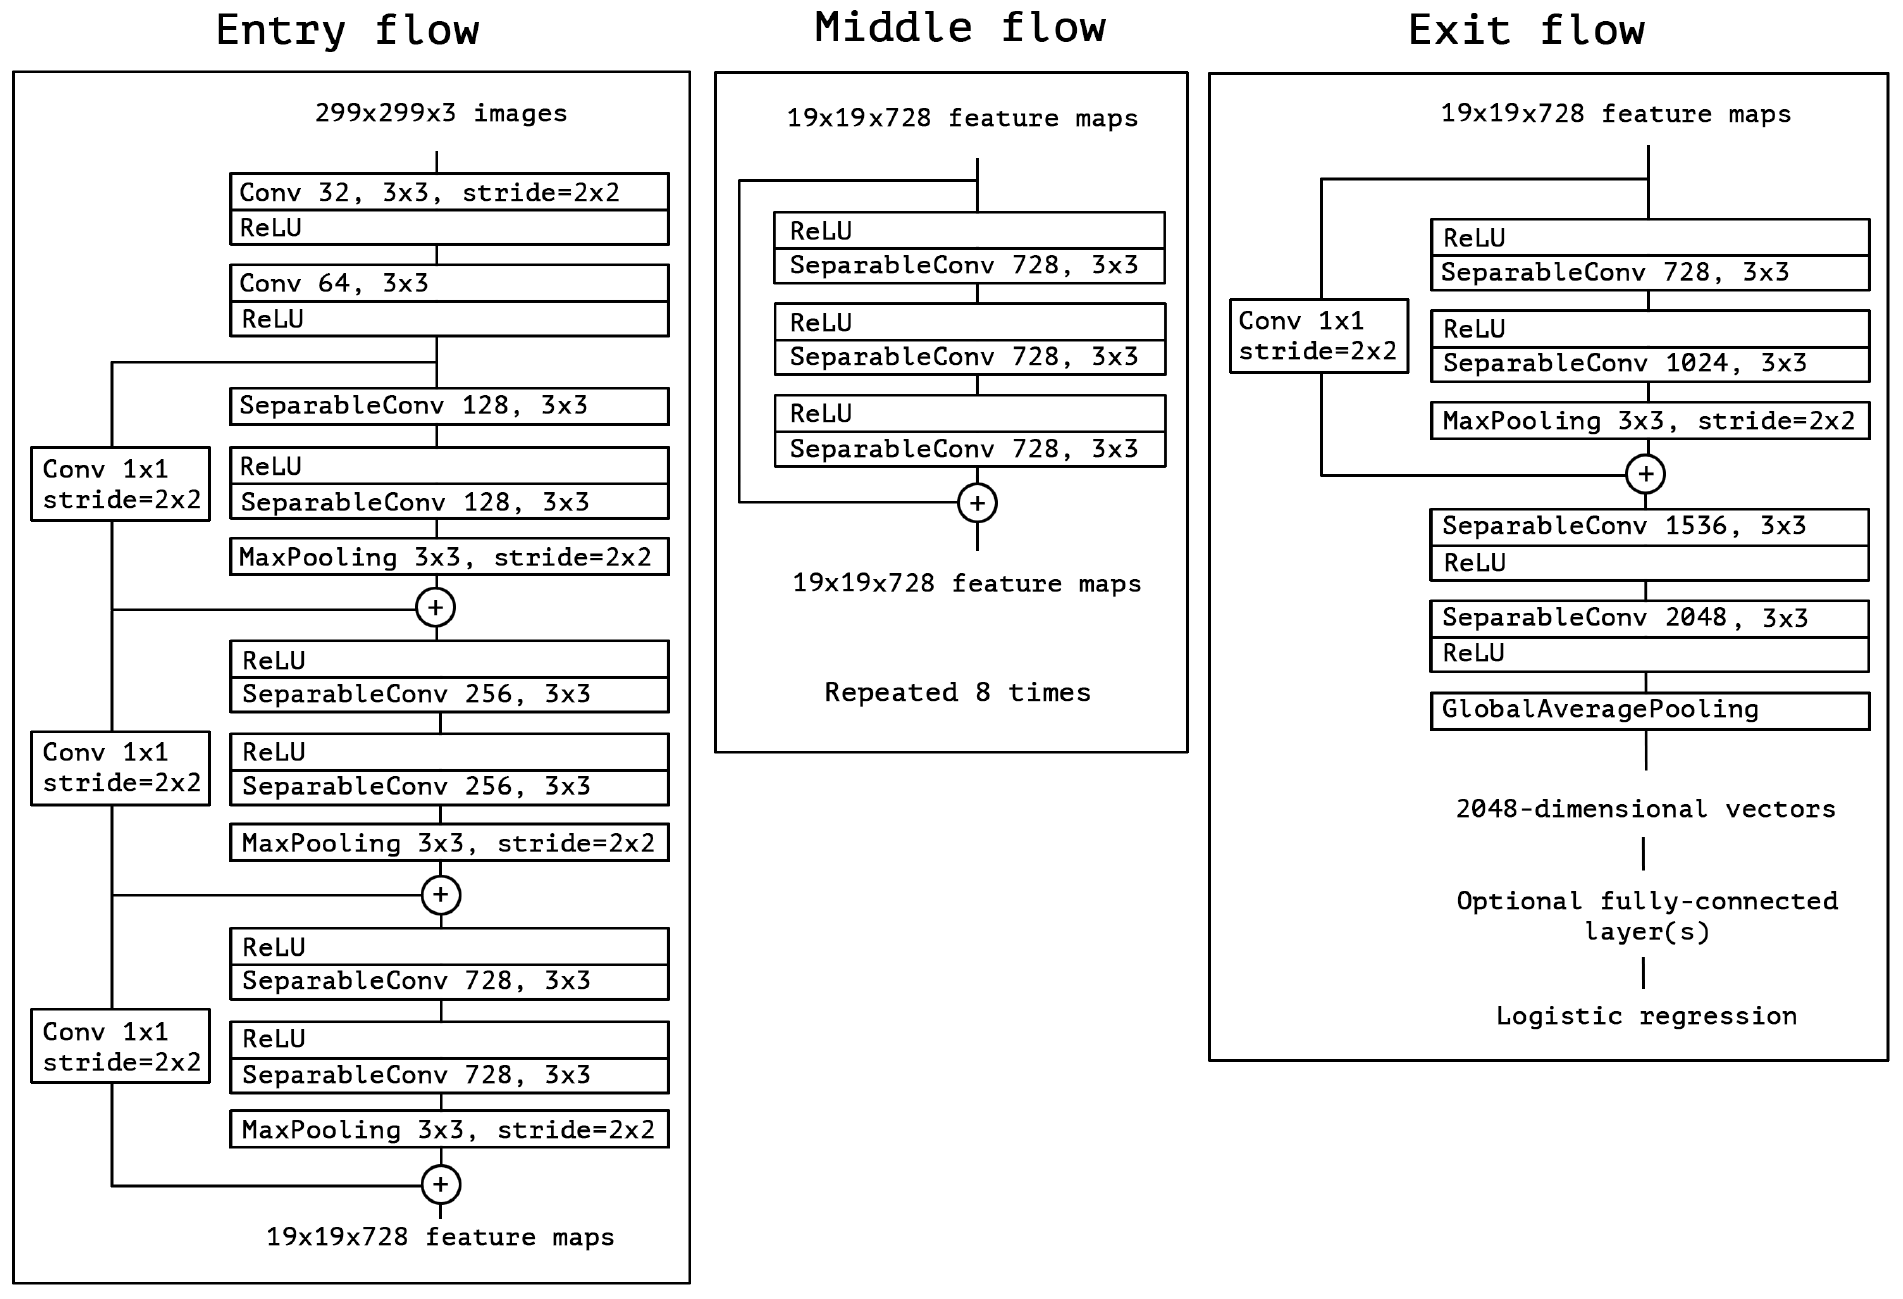 Entry flow
299x299x3 images
Conv 32, 3x3, stride=2x2
ReLU
Conv 64, 3x3
ReLU
SeparableConv 128, 3x3
Conv 1x1
stride=2x2
ReLU
SeparableConv 128, 3x3
MaxPooling 3x3, stride=2x2
+
ReLU
SeparableConv 256, 3x3
Conv 1x1
stride=2x2
ReLU
SeparableConv 256, 3x3
MaxPooling 3x3, stride=2x2
+
ReLU
SeparableConv 728, 3x3
Conv 1x1
stride=2x2
ReLU
SeparableConv 728, 3x3
MaxPooling 3x3, stride=2x2
+
19x19x728 feature maps
Middle flow
19x19x728 feature maps
ReLU
SeparableConv 728, 3x3
ReLU
SeparableConv 728, 3x3
ReLU
SeparableConv 728, 3x3
+
19x19x728 feature maps
Repeated 8 times
Exit flow
19x19x728 feature maps
ReLU
SeparableConv 728, 3x3
Conv 1x1
stride=2x2
ReLU
SeparableConv 1024, 3x3
MaxPooling 3x3, stride=2x2
+
SeparableConv 1536, 3x3
ReLU
SeparableConv 2048, 3x3
ReLU
GlobalAveragePooling
2048-dimensional vectors
Optional fully-connected
layer(s)
Logistic regression